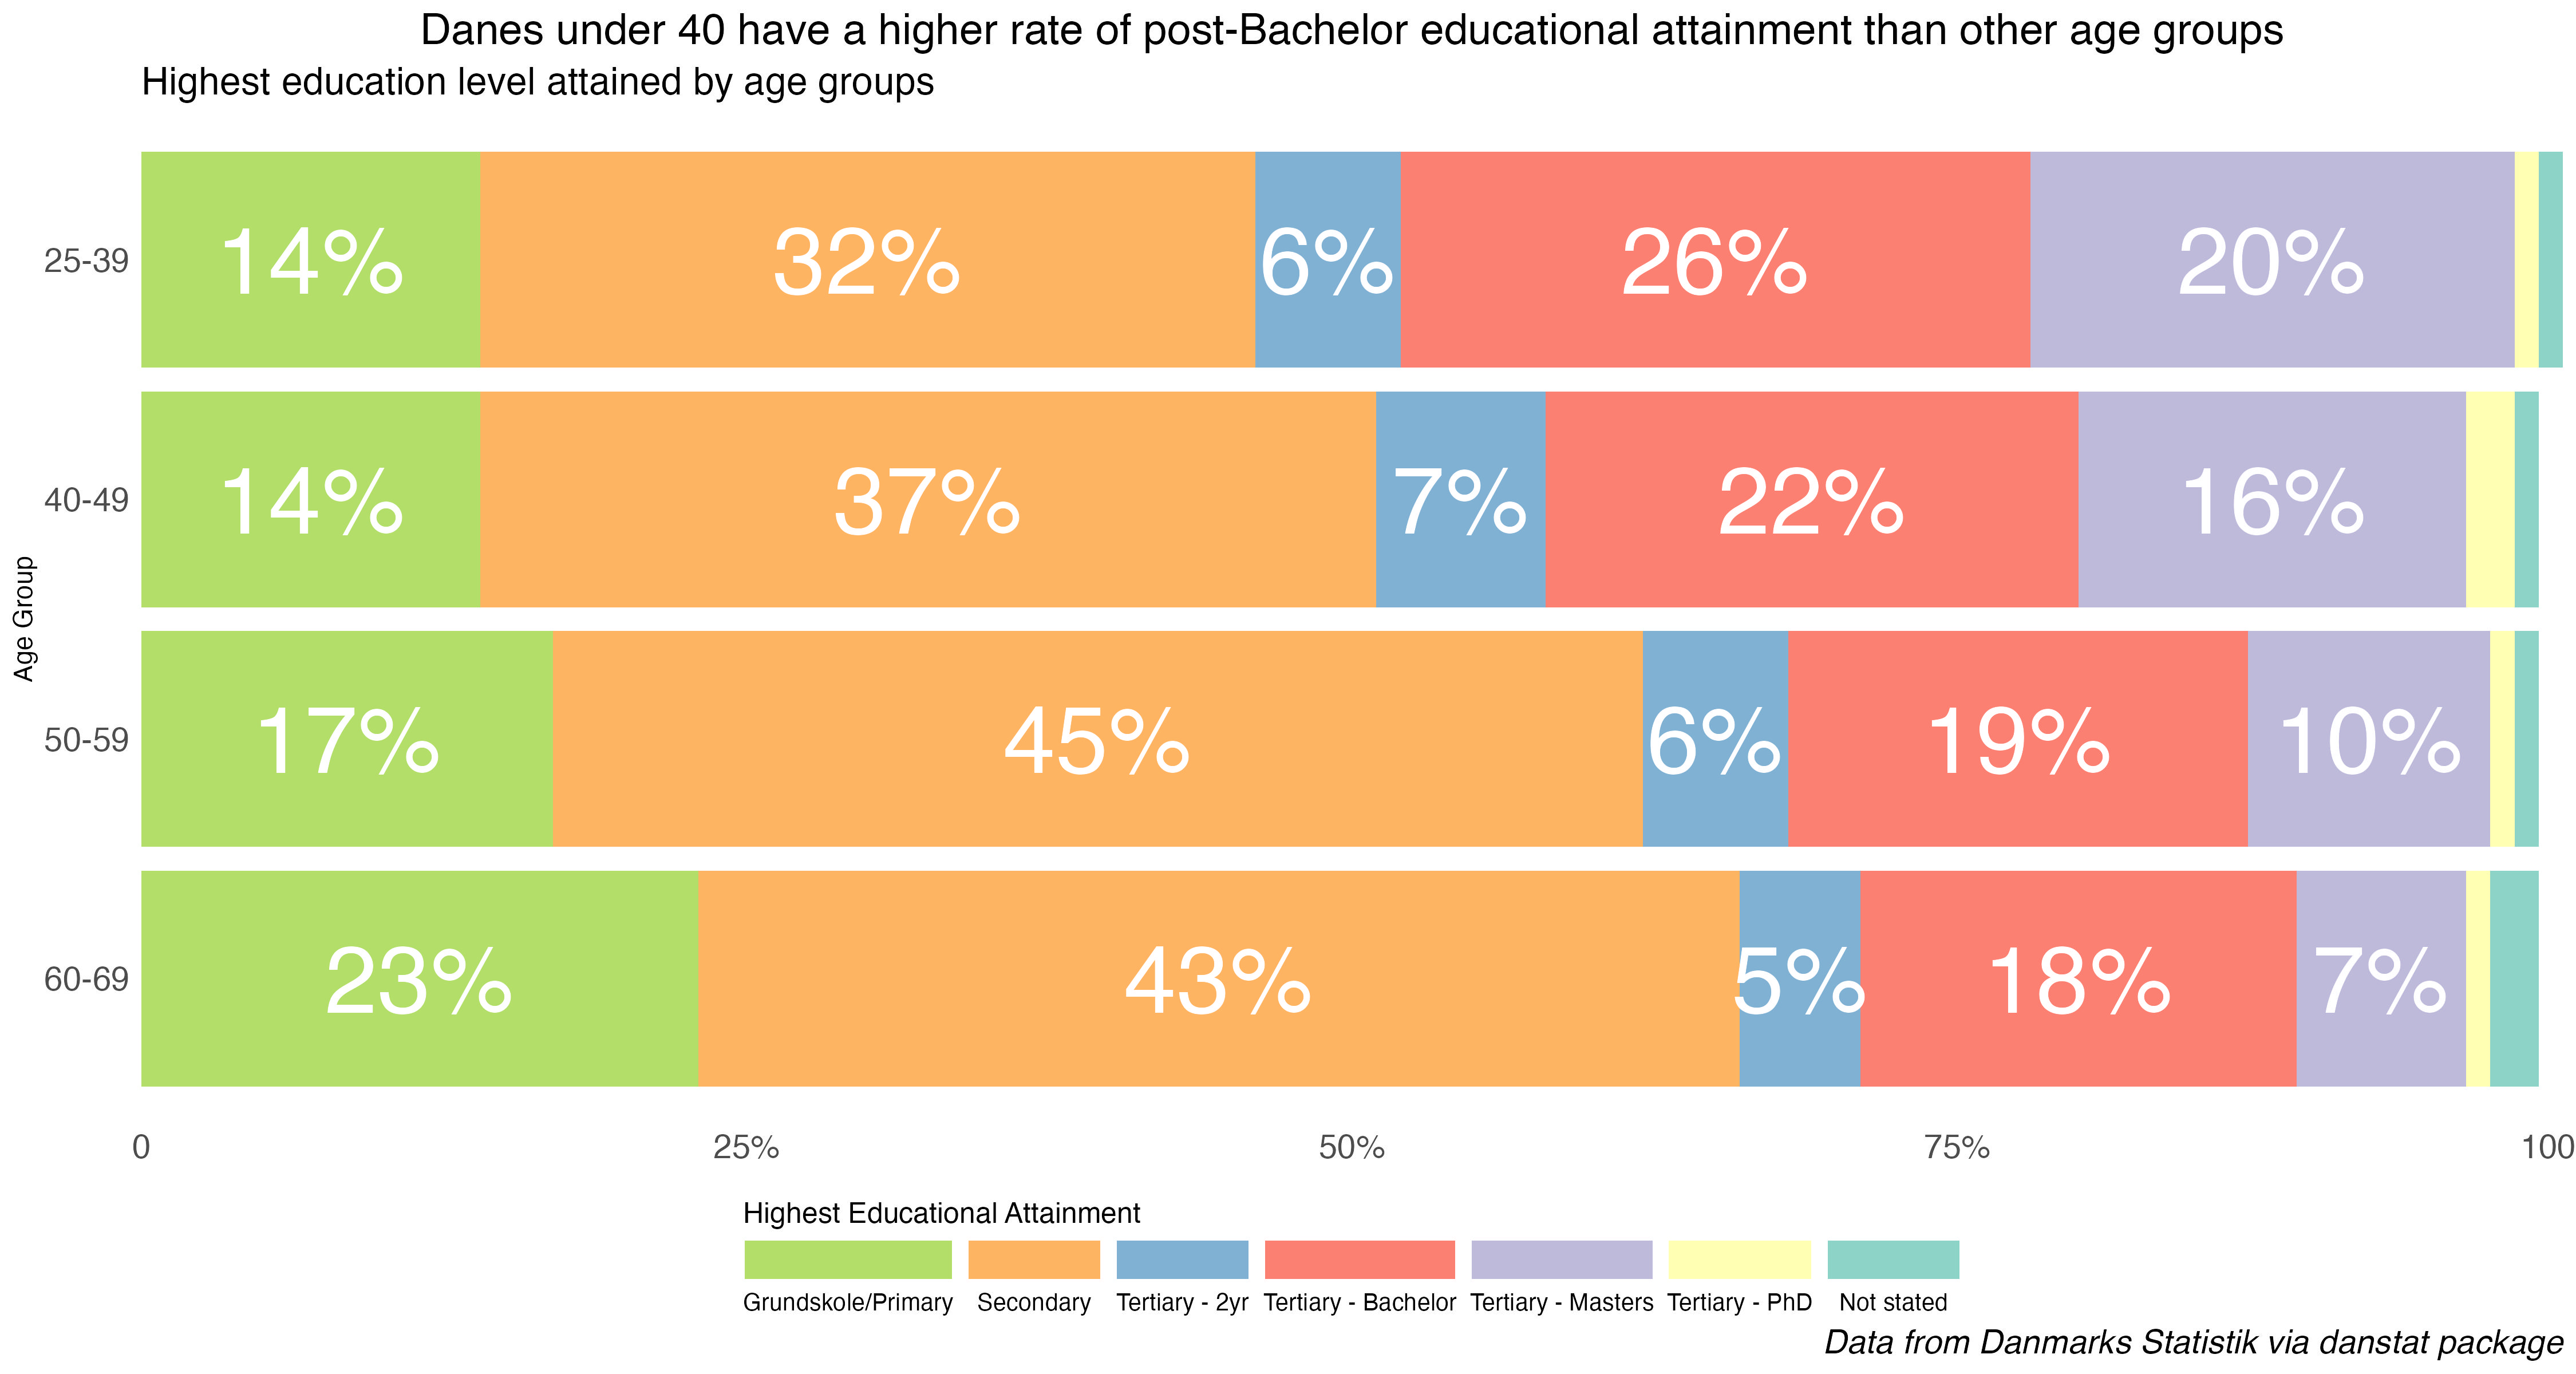 Danes under 40 have a higher rate of post-Bachelor educational attainment than other age groups
Highest education level attained by age groups
Age Group
25-39
14%
32%
6%
26%
20%
40-49
14%
37%
7%
22%
16%
50-59
17%
45%
6%
19%
10%
60-69
23%
43%
5%
18%
7%
0
25%
50%
75%
100
Highest Educational Attainment
Grundskole/Primary
Secondary
Tertiary - 2yr
Tertiary - Bachelor
Tertiary - Masters
Tertiary - PhD
Not stated
Data from Danmarks Statistik via danstat package